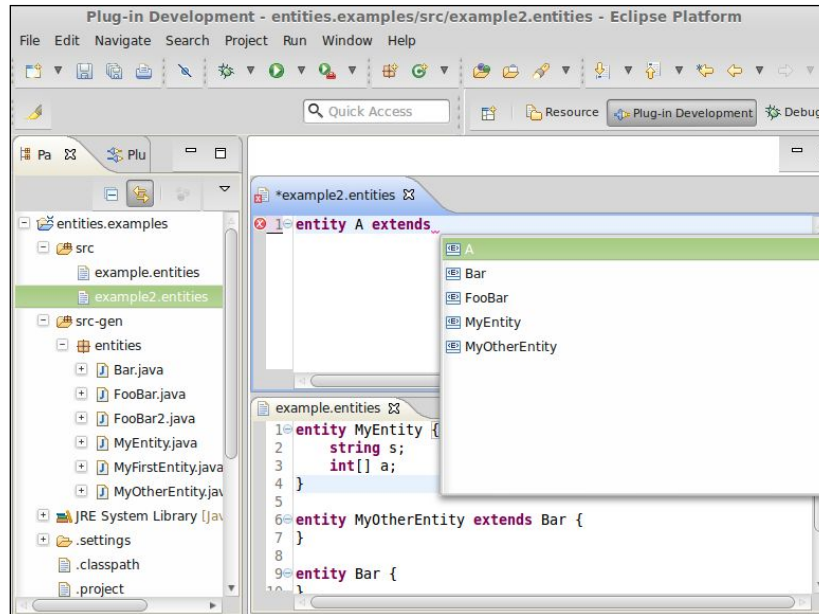 Plug-in Development - entities.examples/src/example2.entities - Eclipse Platform
File Edit Navigate Search Project Run Window Help
Quick Access
Resource
Plug-in Development
Debug
Pa
Plu
entities.examples
src
example.entities
example2.entities
src-gen
entities
Bar.java
FooBar.java
FooBar2.java
MyEntity.java
MyFirstEntity.java
MyOtherEntity.jav
JRE System Library [Jav
.settings
.classpath
.project
*example2.entities
1 entity A extends
A
Bar
FooBar
MyEntity
MyOtherEntity
example.entities
1 entity MyEntity {
2 string s;
3 int[] a;
4 }
5
6 entity MyOtherEntity extends Bar {
7 }
8
9 entity Bar {
10 }